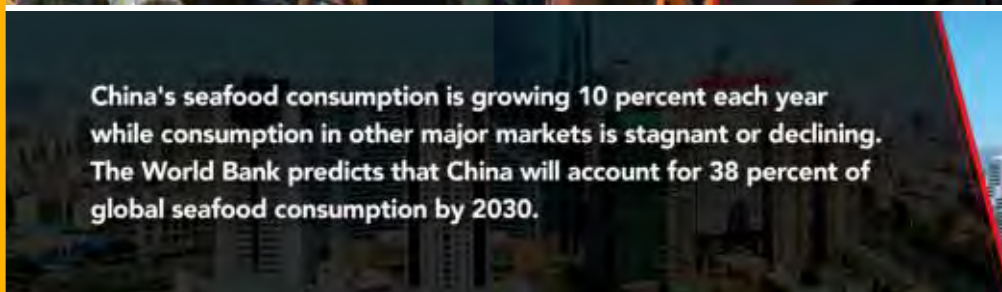 China's seafood consumption is growing 10 percent each year
while consumption in other major markets is stagnant or declining.
The World Bank predicts that China will account for 38 percent of
global seafood consumption by 2030.